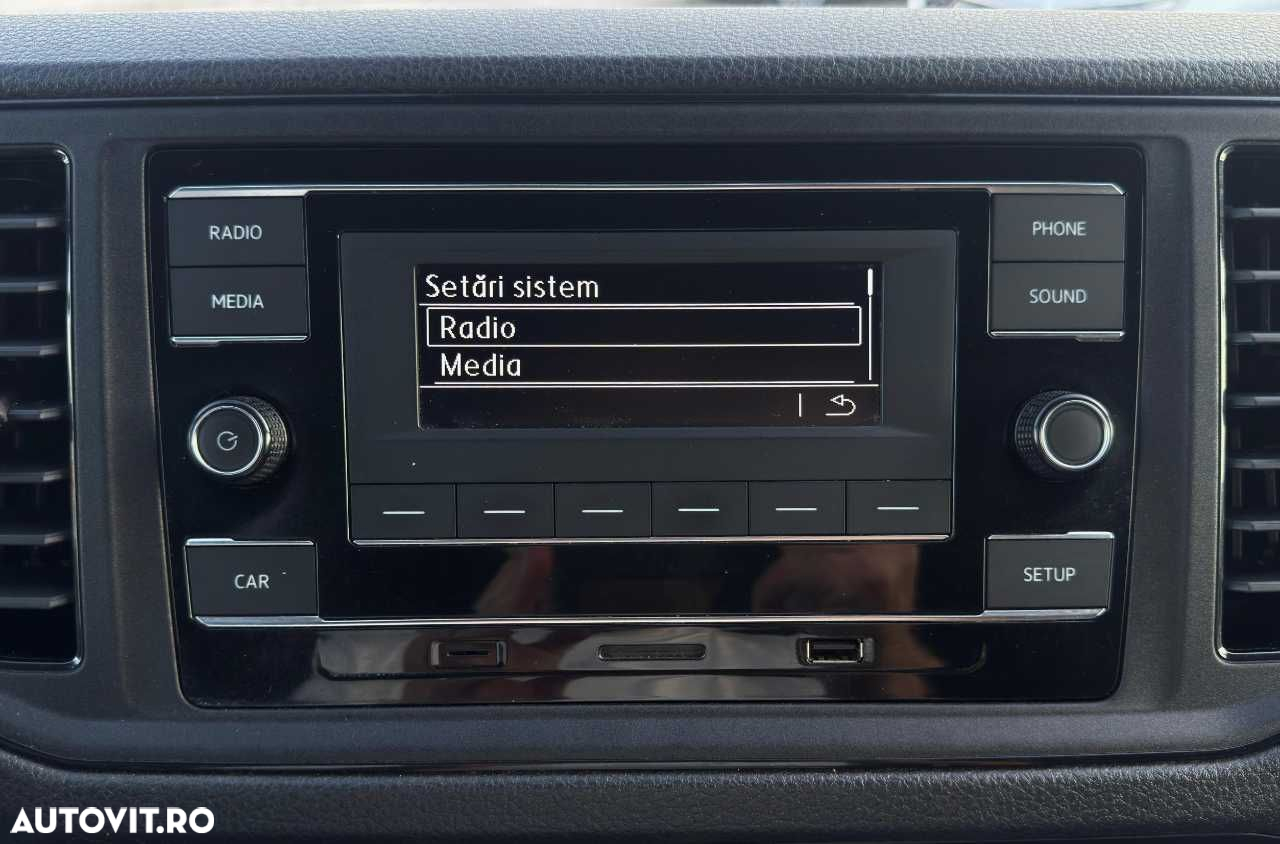 RADIO
MEDIA
PHONE
SOUND
Setări sistem
Radio
Media
CAR
SETUP
AUTOVIT.RO